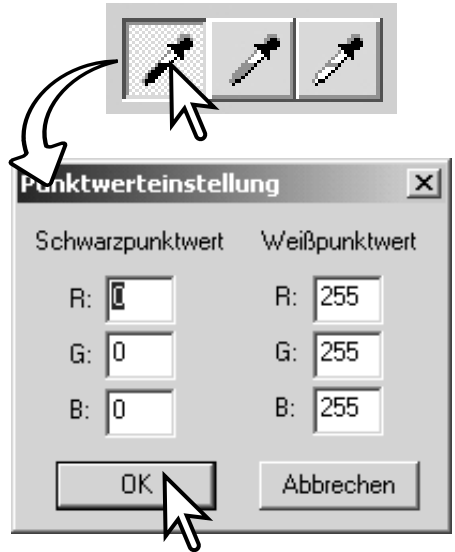 Punktwerteinstellung
Schwarzpunktwert Weißpunktwert
R: 0 R: 255
G: 0 G: 255
B: 0 B: 255
OK Abbrechen